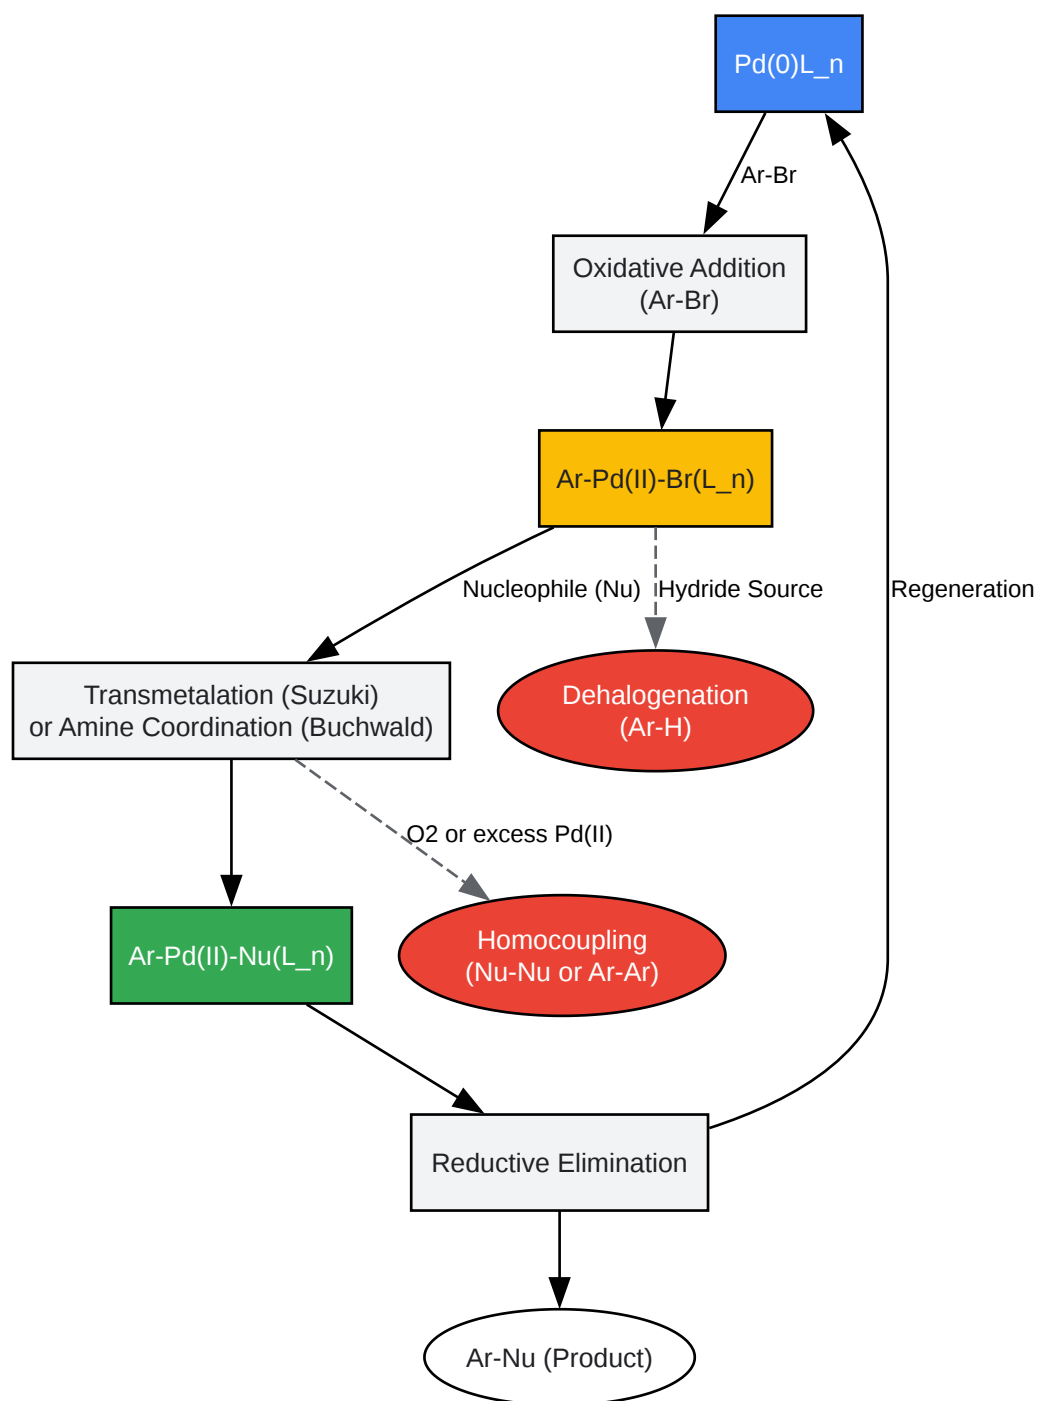 Pd(0)L_n
Ar-Br
Oxidative Addition
(Ar-Br)
Ar-Pd(II)-Br(L_n)
Nucleophile (Nu)
Hydride Source
Regeneration
Transmetalation (Suzuki)
or Amine Coordination (Buchwald)
Dehalogenation
(Ar-H)
O2 or excess Pd(II)
Ar-Pd(II)-Nu(L_n)
Homocoupling
(Nu-Nu or Ar-Ar)
Reductive Elimination
Ar-Nu (Product)